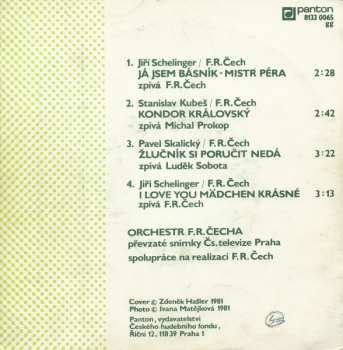 panton
8133 0065
gg
1. Jiří Schelinger / F.R.Čech
JÁ JSEM BÁSNÍK - MISTR PÉRA 2:28
zpívá F.R.Čech
2. Stanislav Kubeš / F.R.Čech
KONDOR KRÁLOVSKÝ 2:42
zpívá Michal Prokop
3. Pavel Skalický / F.R.Čech
ŽLUČNÍK SI PORUČIT NEDÁ 3:22
zpívá Luděk Sobota
4. Jiří Schelinger / F.R.Čech
I LOVE YOU MÄDCHEN KRÁSNÉ 3:13
zpívá F.R.Čech
ORCHESTR F.R.ČECHA
převzaté snímky Čs.televize Praha
spolupráce na realizaci F.R.Čech
Cover © Zdeněk Hašler 1981
Photo © Ivana Matějková 1981
Panton, vydavatelství
Českého hudebního fondu,
Říční 12, 118 39 Praha 1